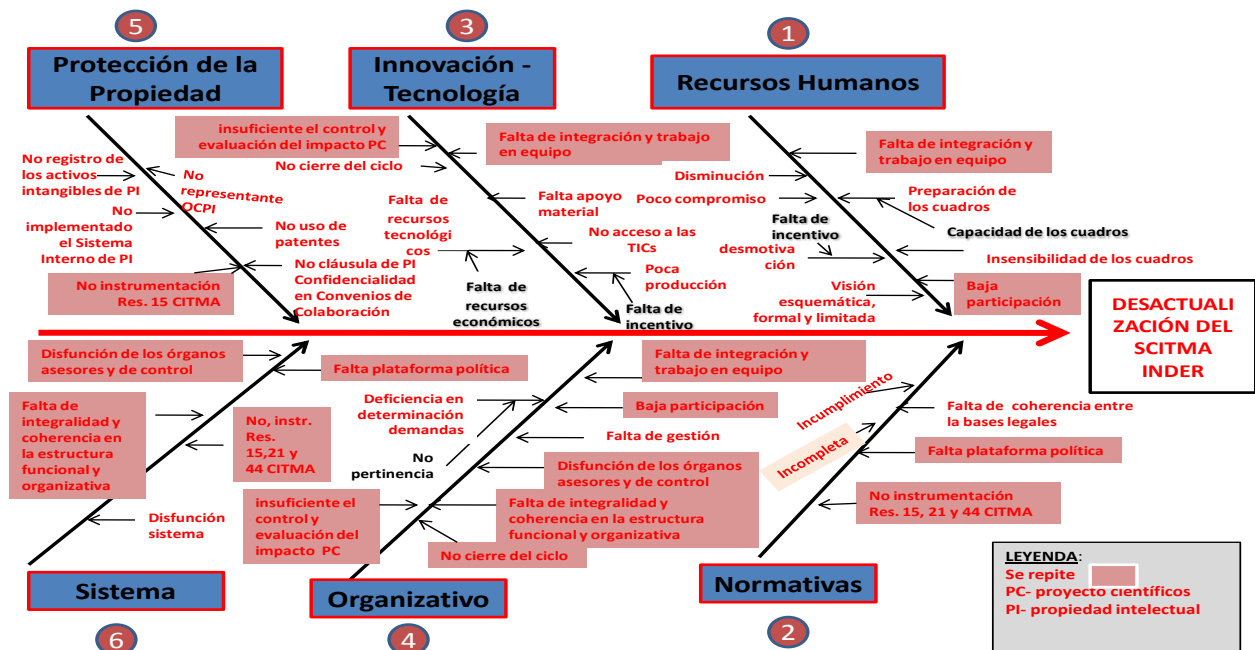 5
3
1
Protección de la
Propiedad
Innovación -
Tecnología
Recursos Humanos
No registro de
los activos
intangibles de PI
No
representante
OCPI
No
implementado
el Sistema
Interno de PI
No uso de
patentes
No instrumentación
Res. 15 CITMA
No cláusula de PI
Confidencialidad
en Convenios de
Colaboración
insuficiente el control y
evaluación del impacto PC
No cierre del ciclo
Falta de integración y trabajo
en equipo
Falta de
recursos
tecnológi
cos
Falta apoyo
material
No acceso a las
TICs
Falta de
recursos
económicos
Poca
producción
Falta de
incentivo
Falta de integración y
trabajo en equipo
Disminución
Poco compromiso
Preparación de
los cuadros
Capacidad de los cuadros
Falta de
incentivo
desmotiva
ción
Insensibilidad de los cuadros
Visión
esquemática,
formal y limitada
Baja
participación
DESACTUALI
ZACIÓN DEL
SCITMA
INDER
Disfunción de los órganos
asesores y de control
Falta plataforma política
Falta de
integralidad y
coherencia en
la estructura
funcional y
organizativa
No, instr.
Res.
15,21 y
44 CITMA
Disfunción
sistema
Falta de integración y
trabajo en equipo
Deficiencia en
determinación
demandas
Baja participación
Falta de gestión
No
pertinencia
Disfunción de los órganos
asesores y de control
insuficiente el
control y
evaluación del
impacto PC
Falta de integralidad y
coherencia en la estructura
funcional y organizativa
No cierre del ciclo
Incumplimiento
Falta de coherencia entre
la bases legales
Incompleta
Falta plataforma política
No instrumentación
Res. 15, 21 y 44 CITMA
Sistema
Organizativo
Normativas
6
4
2
LEYENDA:
Se repite
PC- proyecto científicos
PI- propiedad intelectual